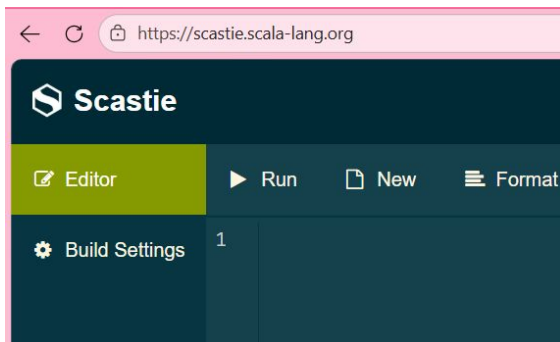 https://scastie.scala-lang.org
Scastie
Editor
Run
New
Format
Build Settings
1